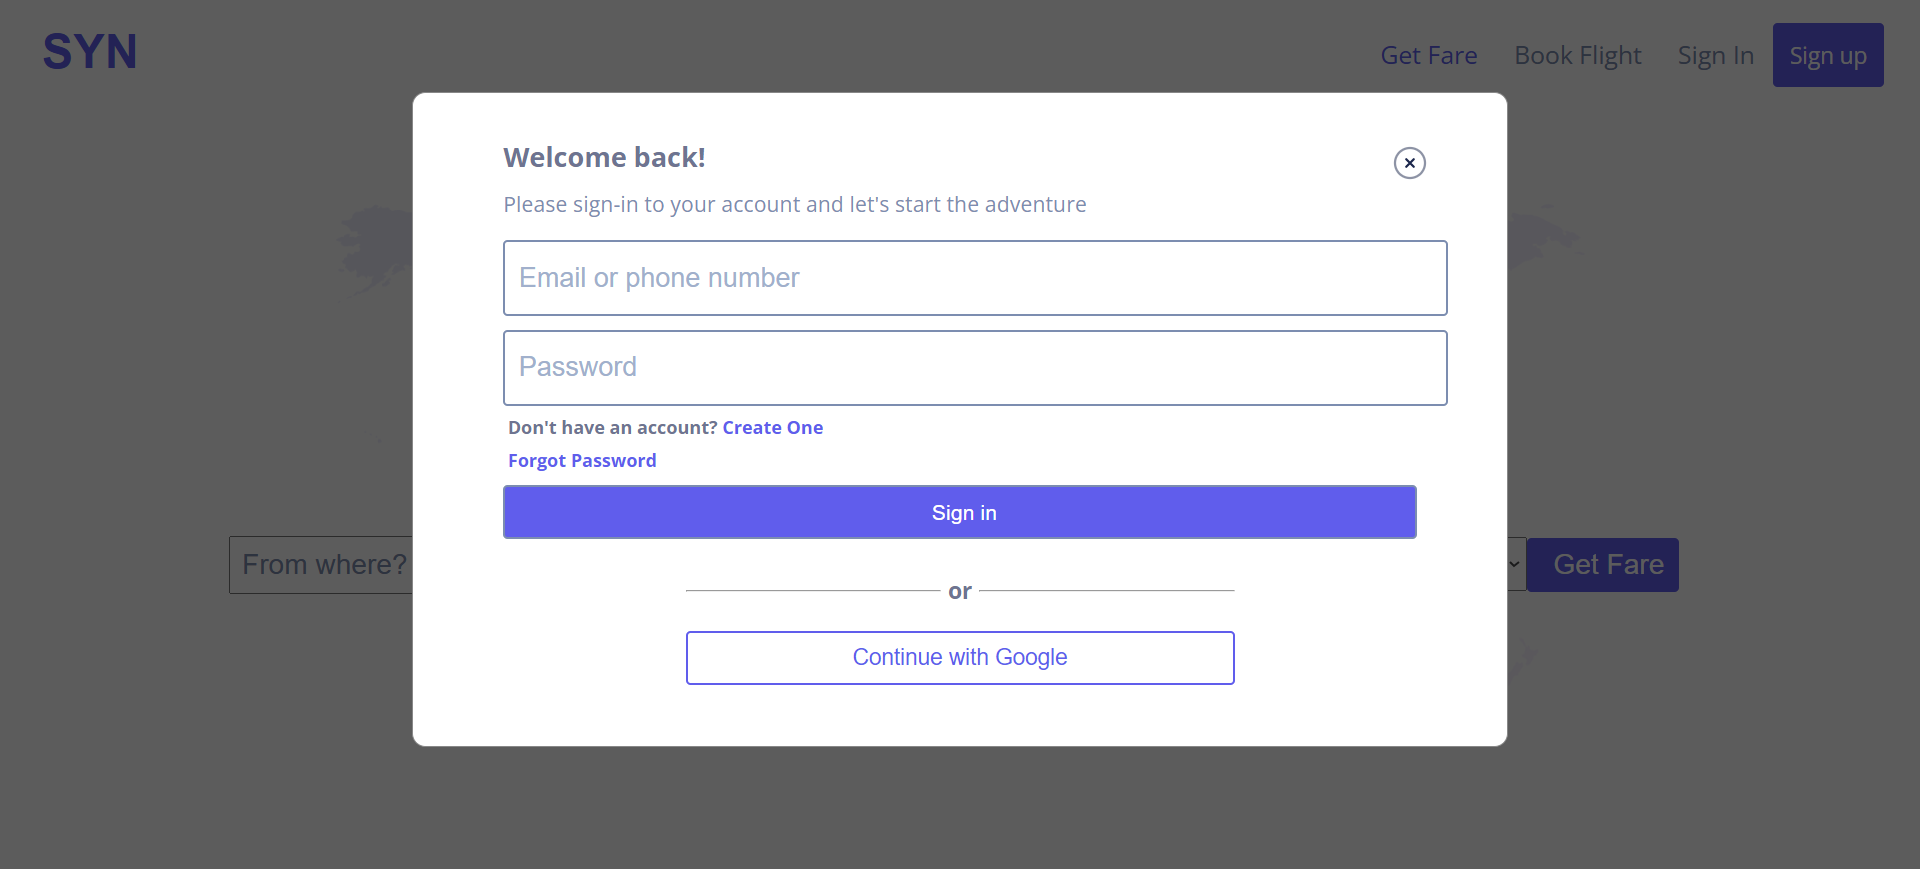 SYN
Get Fare
Book Flight
Sign In
Sign up
Welcome back!
Please sign-in to your account and let's start the adventure
Email or phone number
Password
Don't have an account? Create One
Forgot Password
Sign in
From where?
Get Fare
or
Continue with Google